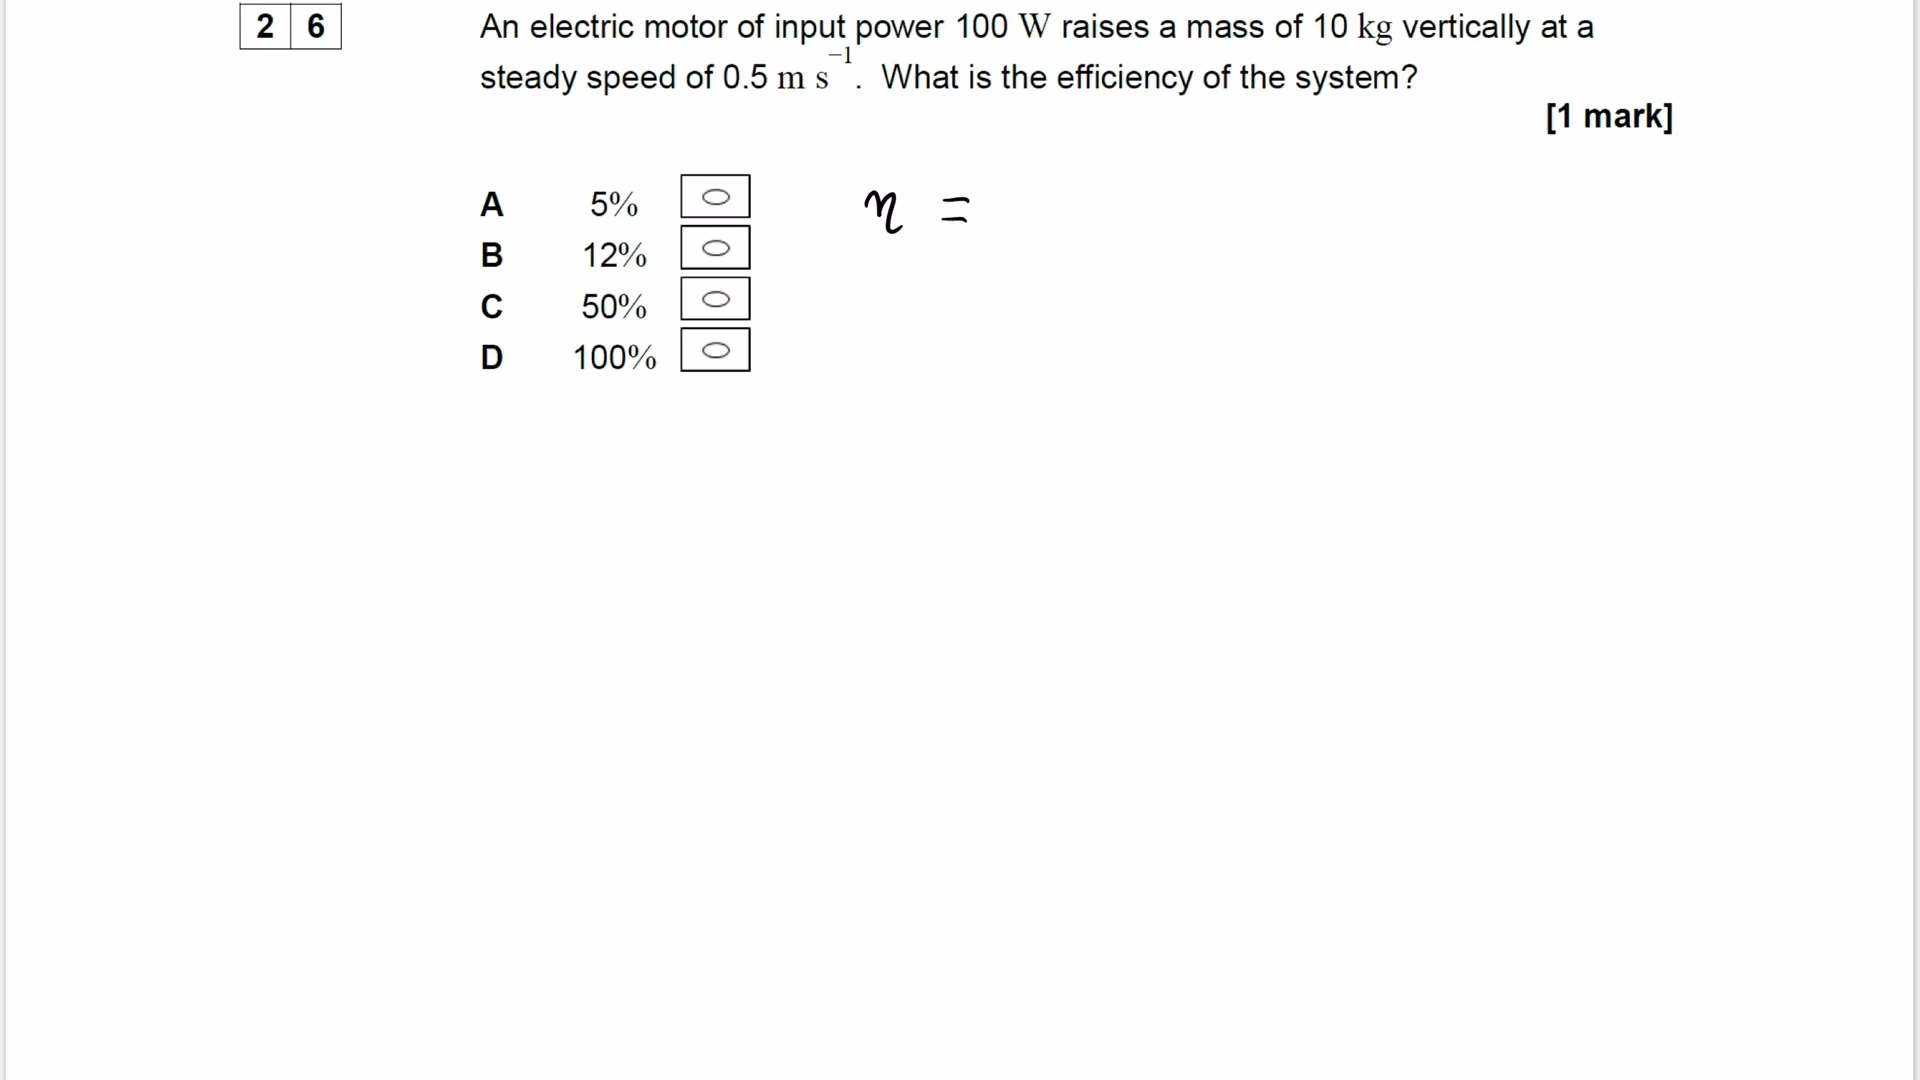 2 6 An electric motor of input power 100 W raises a mass of 10 kg vertically at a
steady speed of 0.5 m s⁻¹. What is the efficiency of the system?
[1 mark]
A 5%
B 12%
C 50%
D 100%
η =